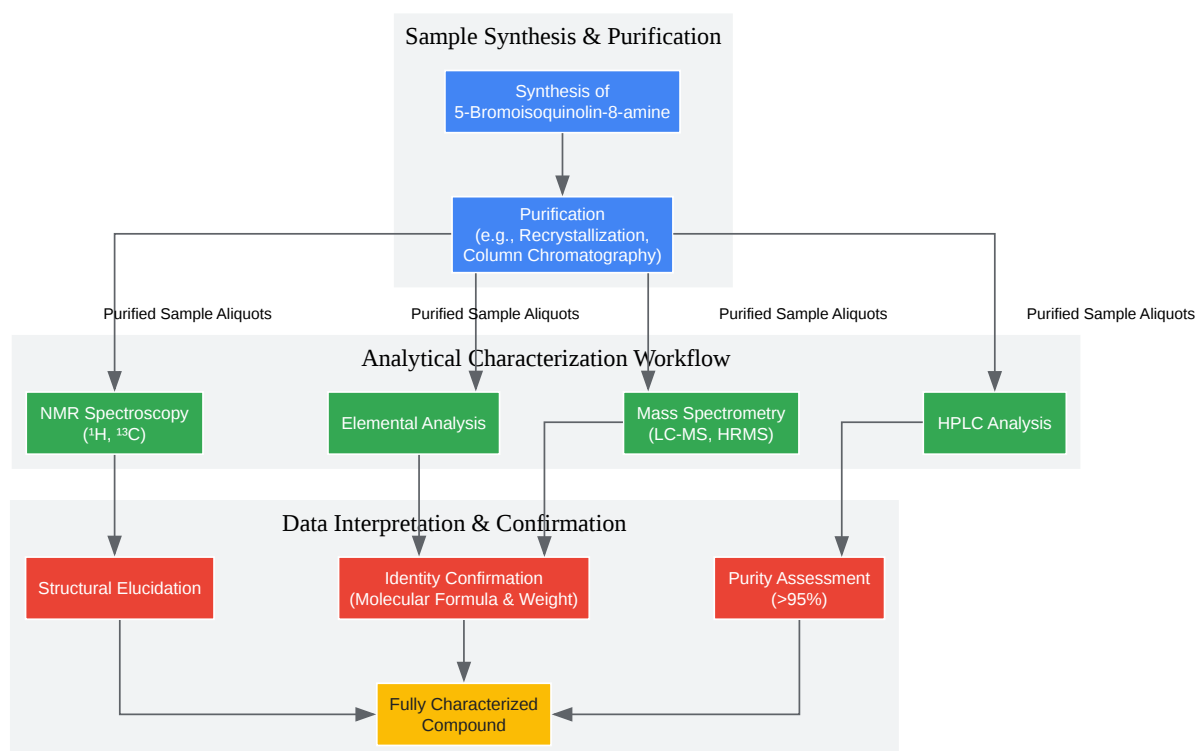 Sample Synthesis & Purification
Synthesis of
5-Bromoisoquinolin-8-amine
Purification
(e.g., Recrystallization,
Column Chromatography)
Purified Sample Aliquots
Purified Sample Aliquots
Purified Sample Aliquots
Purified Sample Aliquots
Analytical Characterization Workflow
NMR Spectroscopy
(¹H, ¹³C)
Elemental Analysis
Mass Spectrometry
(LC-MS, HRMS)
HPLC Analysis
Data Interpretation & Confirmation
Structural Elucidation
Identity Confirmation
(Molecular Formula & Weight)
Purity Assessment
(>95%)
Fully Characterized
Compound